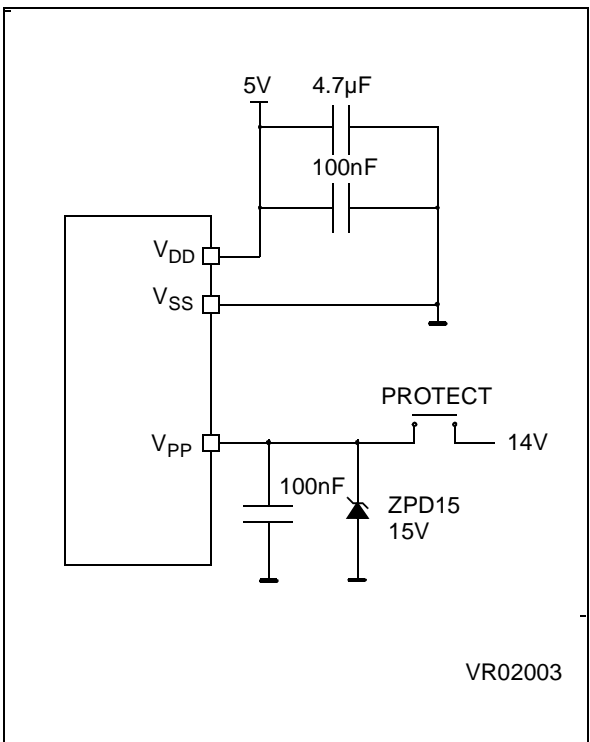 5V
4.7µF
100nF
VDD
VSS
PROTECT
VPP
14V
100nF
ZPD15
15V
VR02003